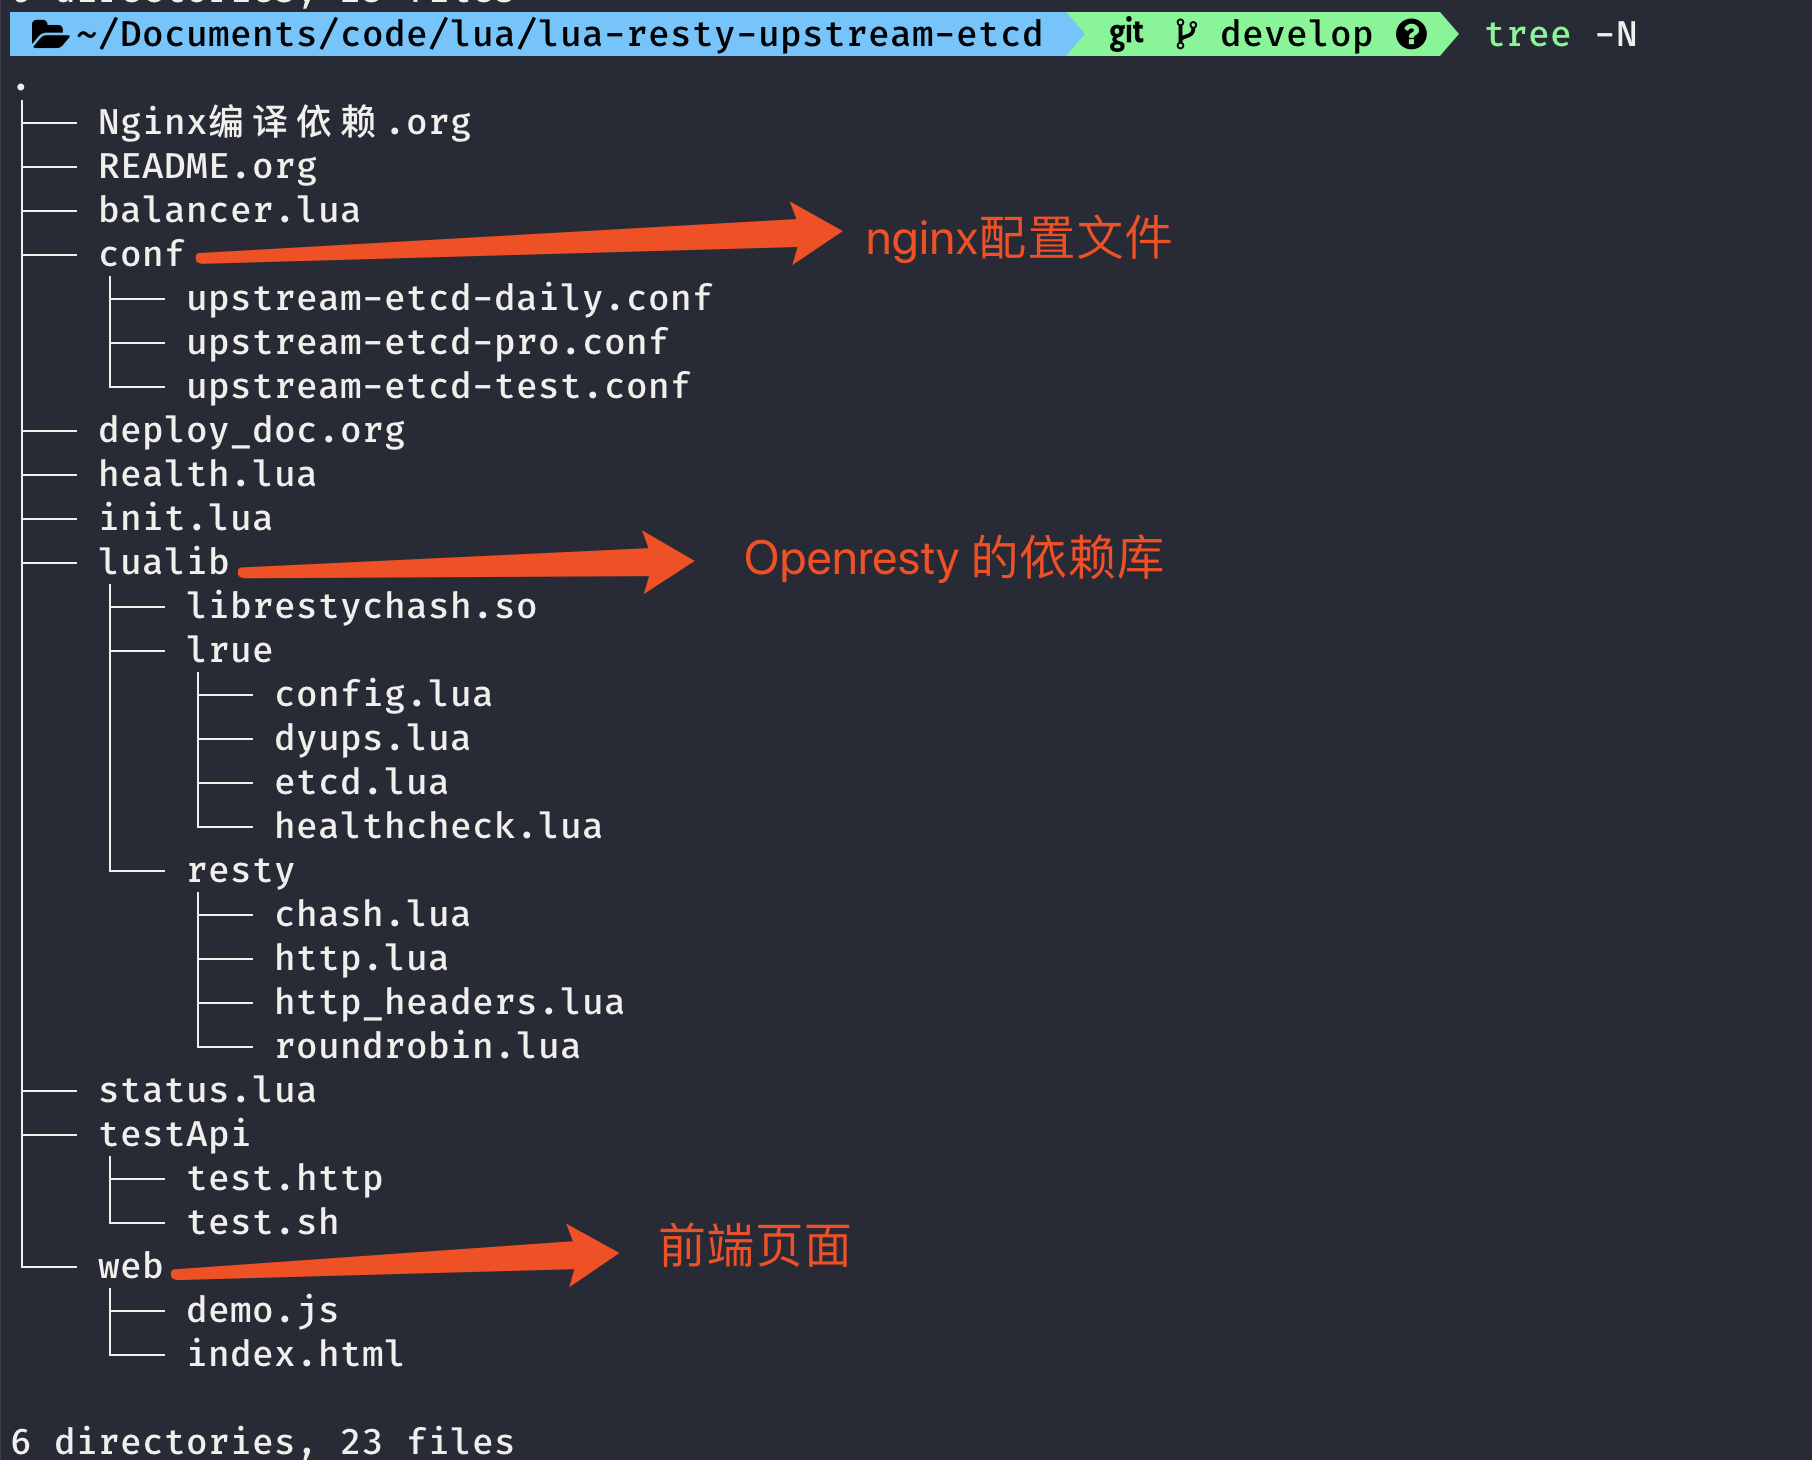 ~/Documents/code/lua/lua-resty-upstream-etcd git develop tree -N
.
Nginx编译依赖.org
README.org
balancer.lua
conf nginx配置文件
upstream-etcd-daily.conf
upstream-etcd-pro.conf
upstream-etcd-test.conf
deploy_doc.org
health.lua
init.lua
lualib Openresty 的依赖库
librestychash.so
lrue
config.lua
dyups.lua
etcd.lua
healthcheck.lua
resty
chash.lua
http.lua
http_headers.lua
roundrobin.lua
status.lua
testApi
test.http
test.sh
web 前端页面
demo.js
index.html
6 directories, 23 files